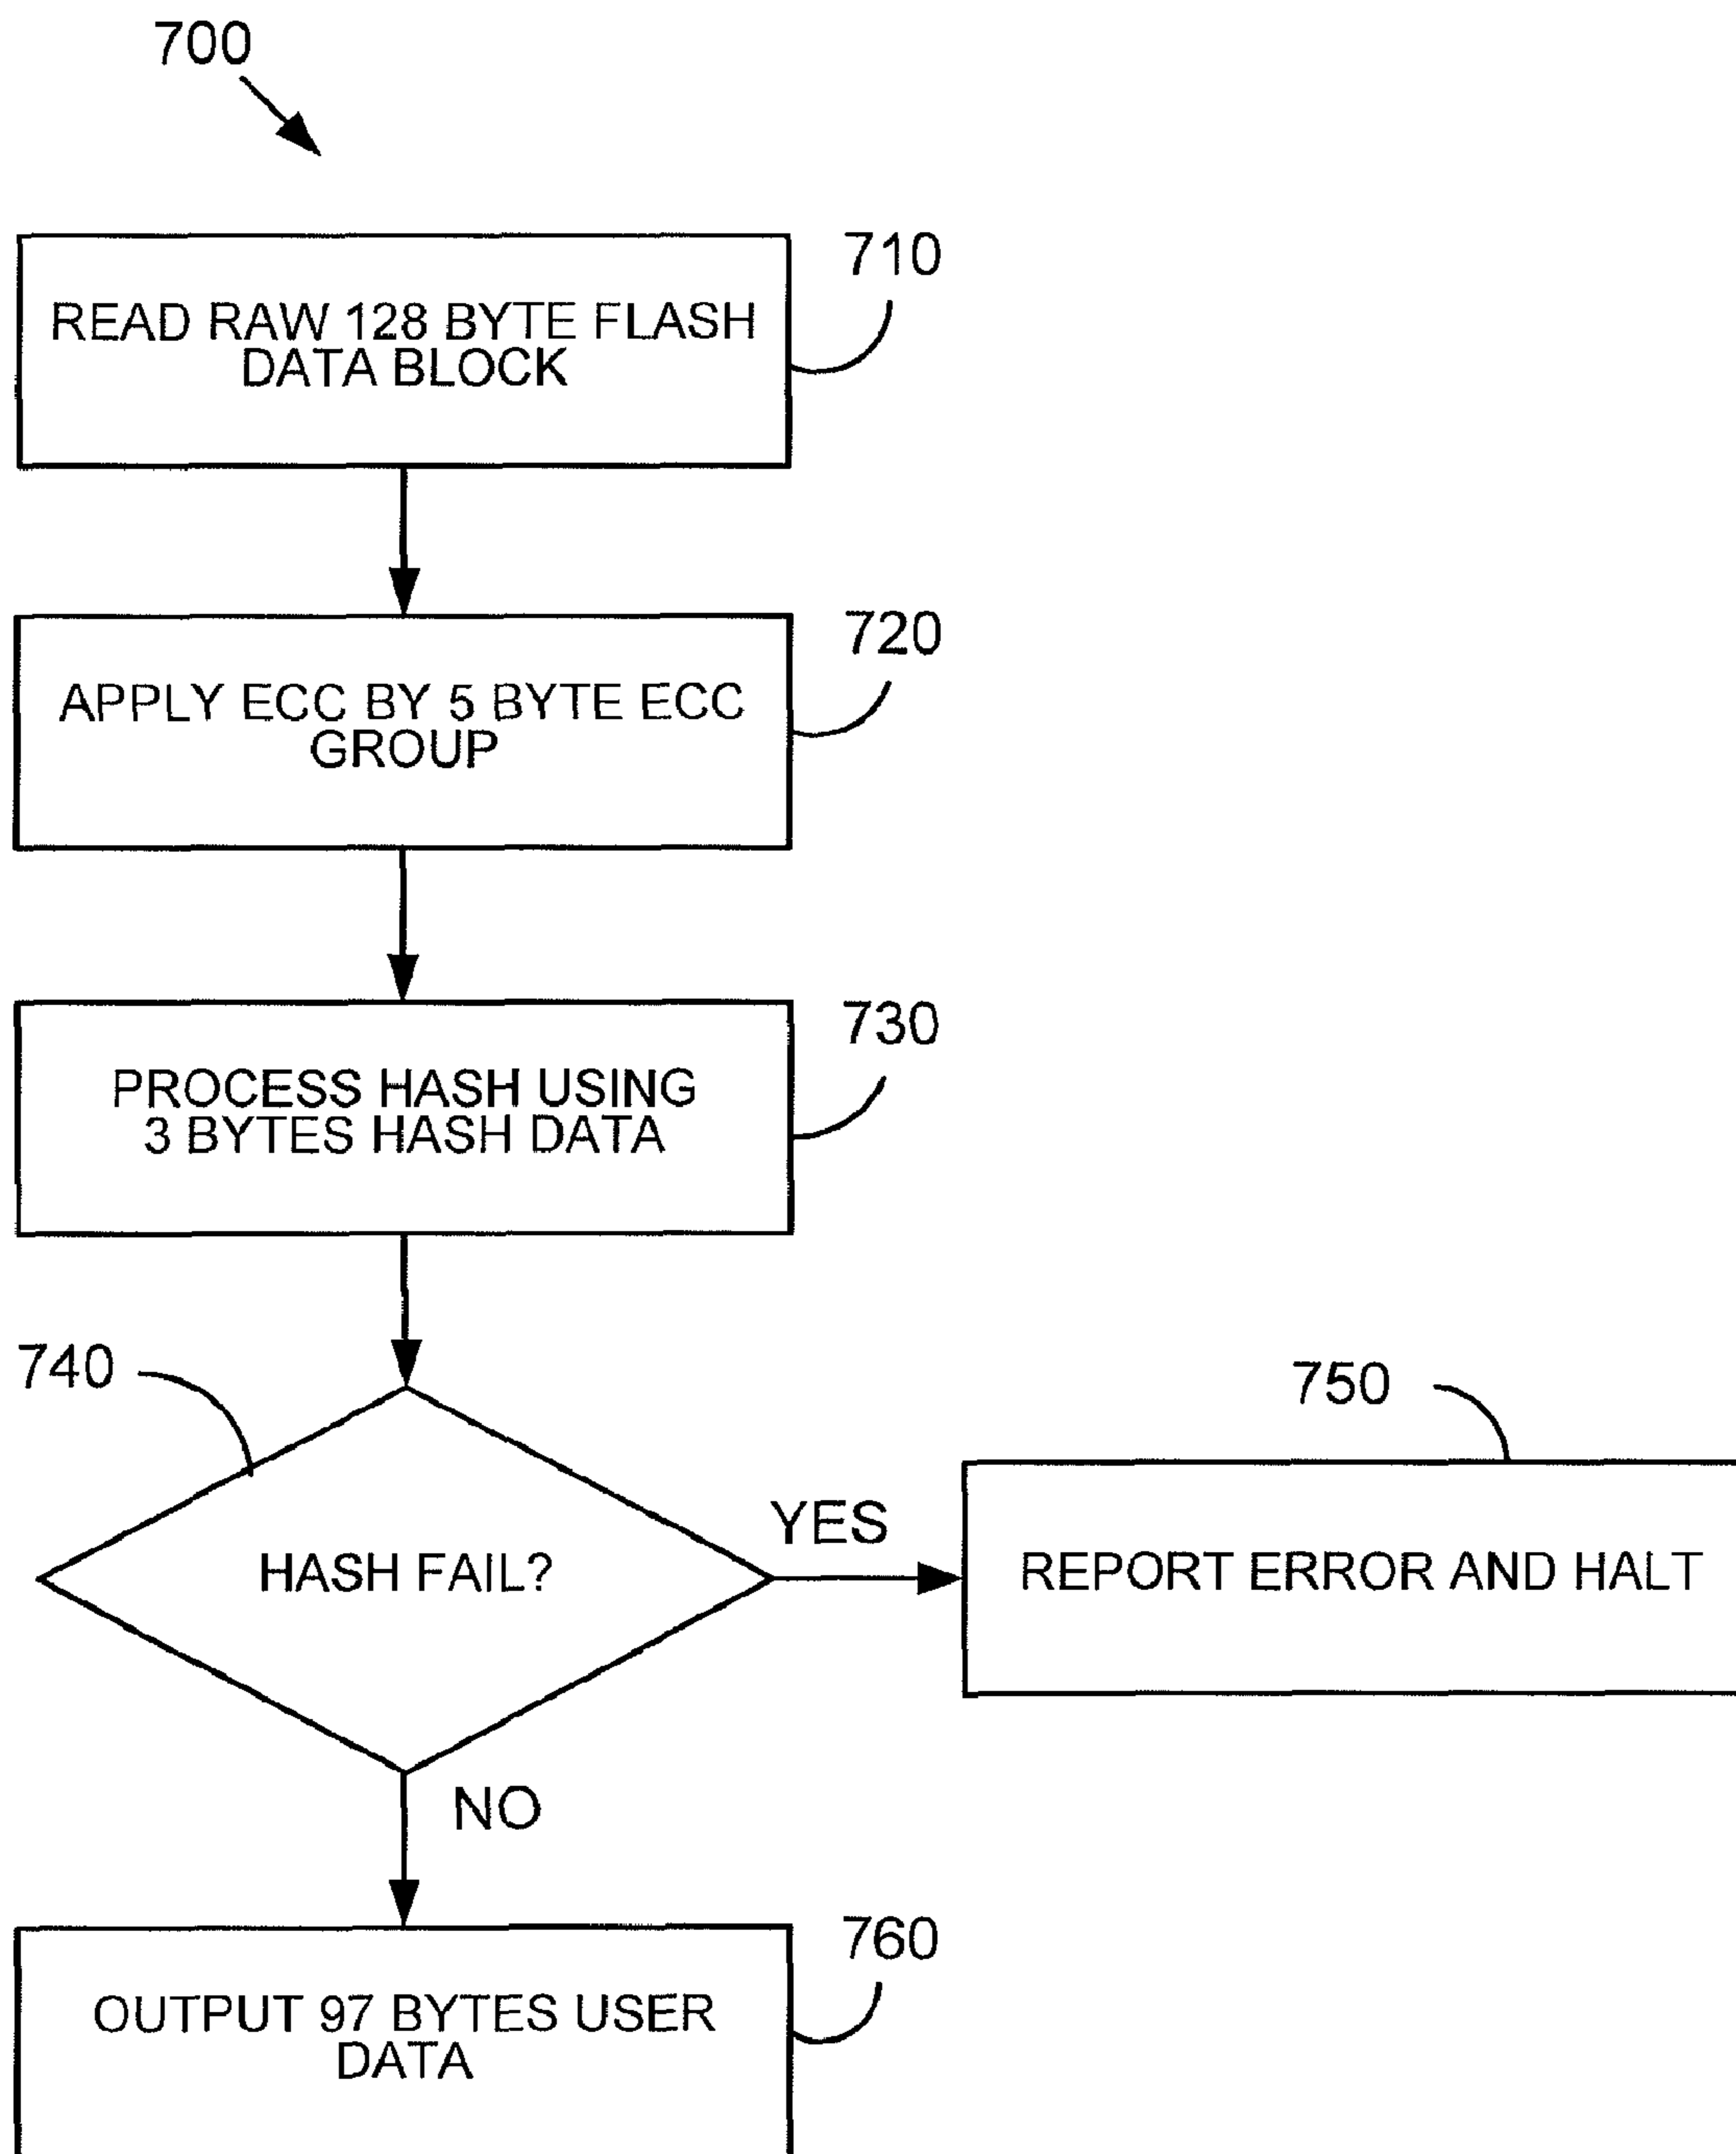 700
710
READ RAW 128 BYTE FLASH
DATA BLOCK
720
APPLY ECC BY 5 BYTE ECC
GROUP
730
PROCESS HASH USING
3 BYTES HASH DATA
740
HASH FAIL?
YES
750
REPORT ERROR AND HALT
NO
760
OUTPUT 97 BYTES USER
DATA